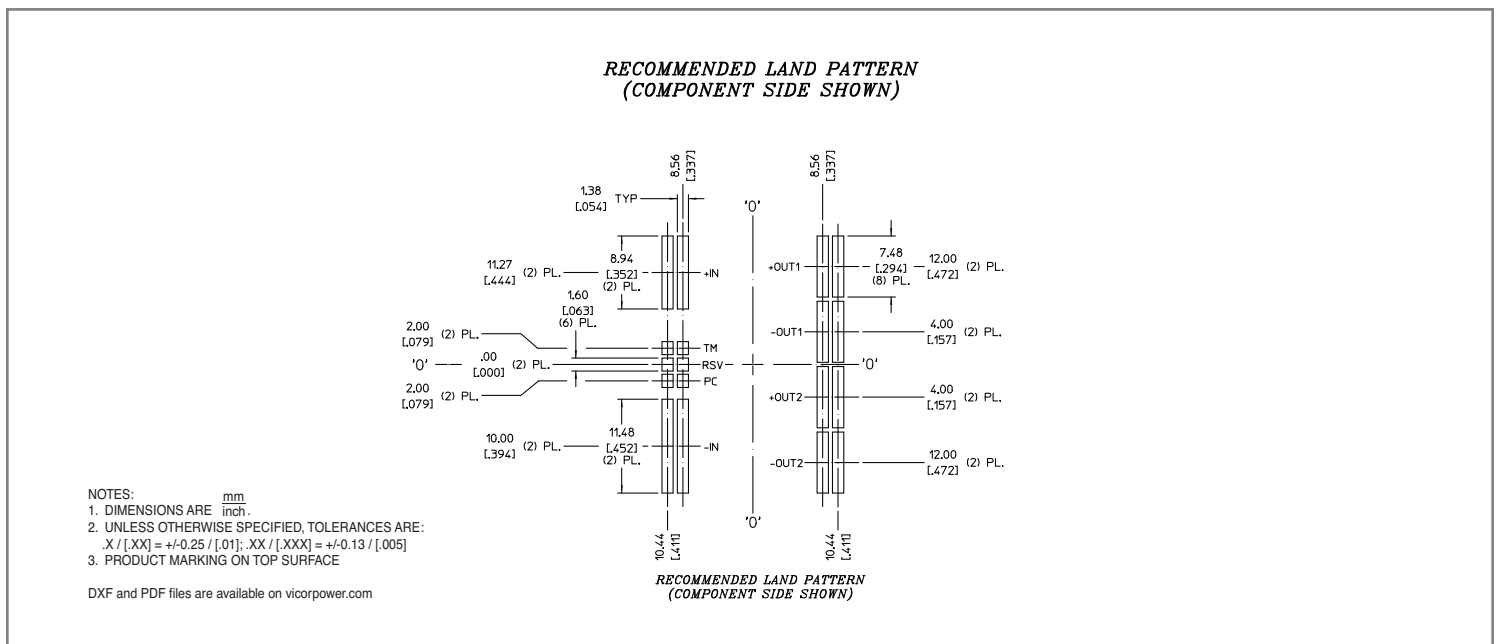 RECOMMENDED LAND PATTERN
(COMPONENT SIDE SHOWN)
8.56
[.337]
8.56
[.337]
1.38
[.054] TYP
'0'
11.27
[.444] (2) PL.
8.94
[.352]
(2) PL.
+IN
+OUT1
7.48
[.294]
(8) PL.
12.00
[.472] (2) PL.
1.60
[.063]
(6) PL.
2.00
[.079] (2) PL.
TM
-OUT1
4.00
[.157] (2) PL.
'0'
.00
[.000] (2) PL.
RSV
'0'
2.00
[.079] (2) PL.
PC
+OUT2
4.00
[.157] (2) PL.
10.00
[.394] (2) PL.
11.48
[.452]
(2) PL.
-IN
-OUT2
12.00
[.472] (2) PL.
'0'
10.44
[.411]
10.44
[.411]
RECOMMENDED LAND PATTERN
(COMPONENT SIDE SHOWN)
NOTES:
1. DIMENSIONS ARE mm
inch.
2. UNLESS OTHERWISE SPECIFIED, TOLERANCES ARE:
.X / [.XX] = +/-0.25 / [.01]; .XX / [.XXX] = +/-0.13 / [.005]
3. PRODUCT MARKING ON TOP SURFACE
DXF and PDF files are available on vicorpower.com